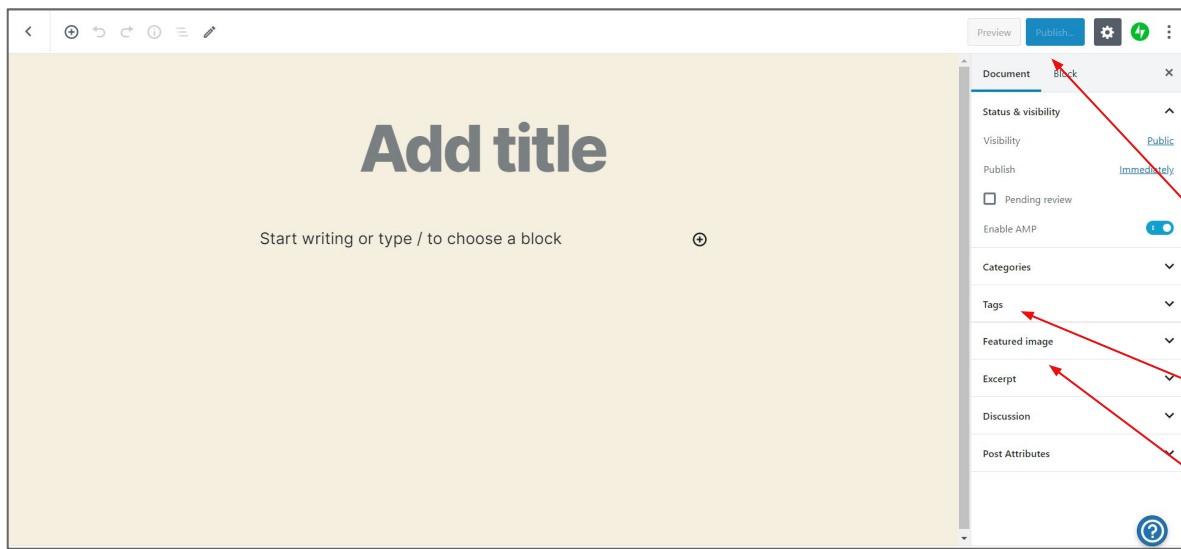 Preview Publish...
Document Block
Add title
Start writing or type / to choose a block
Status & visibility
Visibility Public
Publish Immediately
Pending review
Enable AMP
Categories
Tags
Featured image
Excerpt
Discussion
Post Attributes